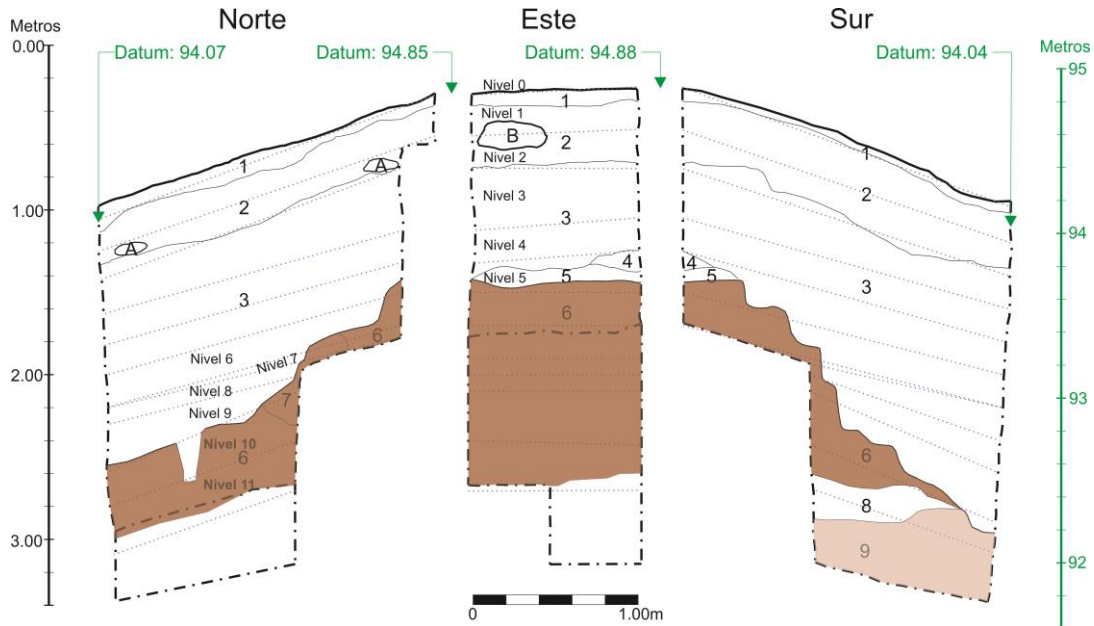 Norte Este Sur
Metros
0.00
Datum: 94.07 Datum: 94.85 Datum: 94.88 Datum: 94.04
Metros
95
Nivel 0
1
Nivel 1
B
2
Nivel 2
Nivel 3
3
Nivel 4
4
Nivel 5
5
6
1
A
2
A
3
1.00
Nivel 6
Nivel 7
6
2.00
Nivel 8
Nivel 9
7
Nivel 10
6
Nivel 11
3.00
1
2
4
5
3
6
8
9
94
93
92
0 1.00m